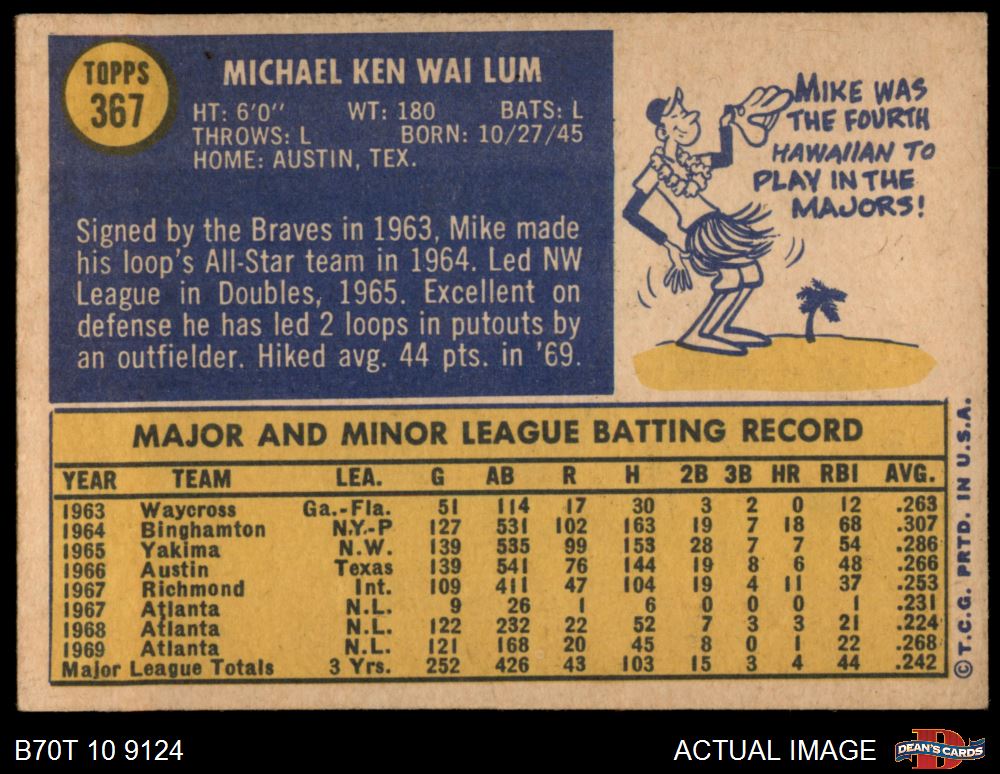 TOPPS
367
MICHAEL KEN WAI LUM
HT: 6'0" WT: 180 BATS: L
THROWS: L BORN: 10/27/45
HOME: AUSTIN, TEX.
Signed by the Braves in 1963, Mike made
his loop's All-Star team in 1964. Led NW
League in Doubles, 1965. Excellent on
defense he has led 2 loops in putouts by
an outfielder. Hiked avg. 44 pts. in '69.
MIKE WAS
THE FOURTH
HAWAIIAN TO
PLAY IN THE
MAJORS!
MAJOR AND MINOR LEAGUE BATTING RECORD
YEAR TEAM LEA. G AB R H 2B 3B HR RBI AVG.
1963 Waycross Ga.-Fla. 51 114 17 30 3 2 0 12 .263
1964 Binghamton N.Y.-P 127 531 102 163 19 7 18 68 .307
1965 Yakima N.W. 139 535 99 153 28 7 7 54 .286
1966 Austin Texas 139 541 76 144 19 8 6 48 .266
1967 Richmond Int. 109 411 47 104 19 4 11 37 .253
1967 Atlanta N.L. 9 26 1 6 0 0 0 1 .231
1968 Atlanta N.L. 122 232 22 52 7 3 3 21 .224
1969 Atlanta N.L. 121 168 20 45 8 0 1 22 .268
Major League Totals 3 Yrs. 252 426 43 103 15 3 4 44 .242
© T.C.G. PRTD. IN U.S.A.
B70T 10 9124
ACTUAL IMAGE
D
DEAN'S CARDS